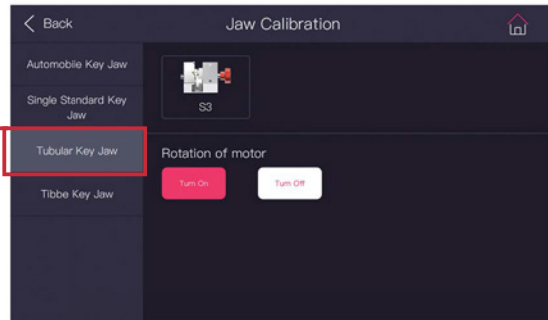 Back
Jaw Calibration
Automobile Key Jaw
Single Standard Key
Jaw
Tubular Key Jaw
Tibbe Key Jaw
S3
Rotation of motor
Turn On
Turn Off